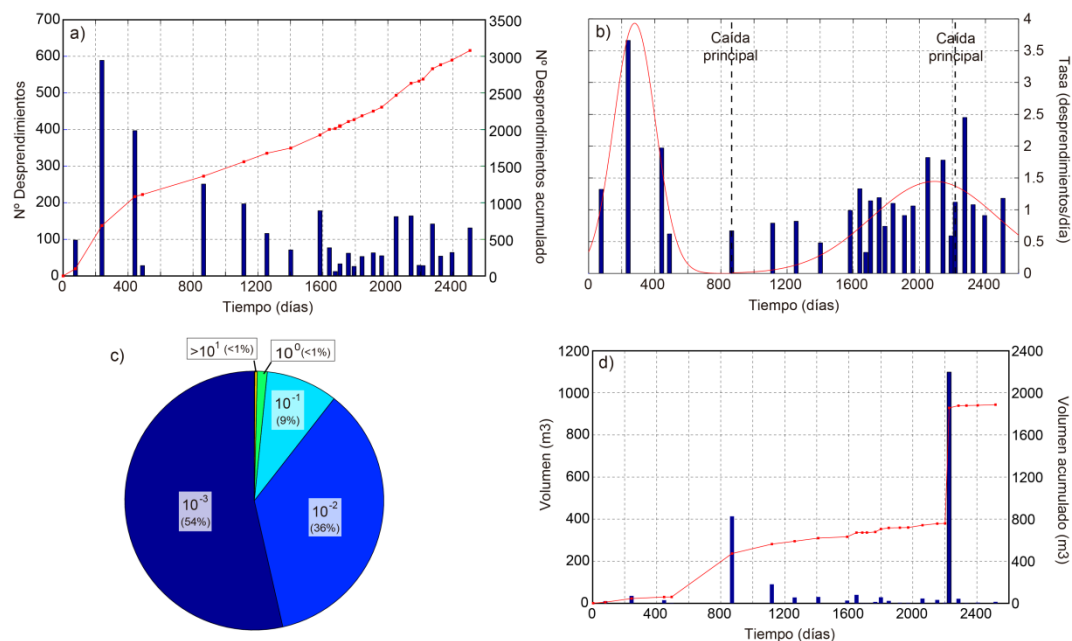 a)
Nº Desprendimientos
700
600
500
400
300
200
100
0
0 400 800 1200 1600 2000 2400
Tiempo (días)
3500
3000
2500
2000
1500
1000
500
0
Nº Desprendimientos acumulado
b)
Caída
principal
Caída
principal
0 400 800 1200 1600 2000 2400
Tiempo (días)
4
3.5
3
2.5
2
1.5
1
0.5
0
Tasa (desprendimientos/día)
c)
>10¹ (<1%)
10⁰ (<1%)
10⁻¹
(9%)
10⁻²
(36%)
10⁻³
(54%)
d)
Volumen (m3)
1200
1000
800
600
400
200
0
0 400 800 1200 1600 2000 2400
Tiempo (días)
2400
2000
1600
1200
800
400
0
Volumen acumulado
(m3)